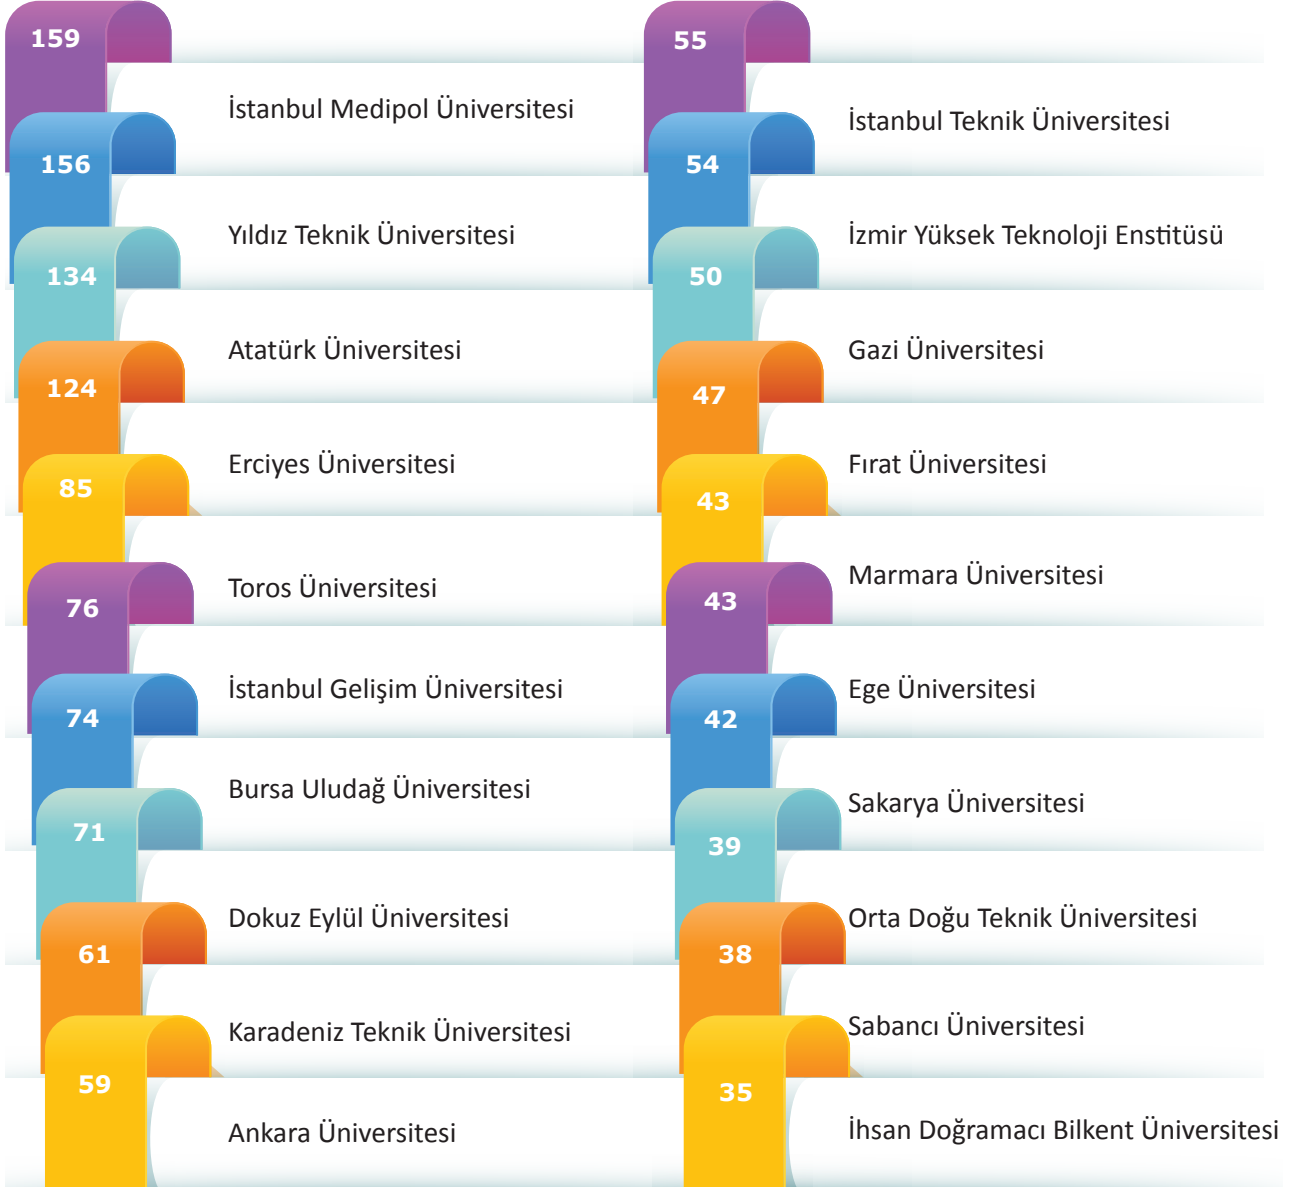 159
İstanbul Medipol Üniversitesi
156
Yıldız Teknik Üniversitesi
134
Atatürk Üniversitesi
124
Erciyes Üniversitesi
85
Toros Üniversitesi
76
İstanbul Gelişim Üniversitesi
74
Bursa Uludağ Üniversitesi
71
Dokuz Eylül Üniversitesi
61
Karadeniz Teknik Üniversitesi
59
Ankara Üniversitesi
55
İstanbul Teknik Üniversitesi
54
İzmir Yüksek Teknoloji Enstitüsü
50
Gazi Üniversitesi
47
Fırat Üniversitesi
43
Marmara Üniversitesi
43
Ege Üniversitesi
42
Sakarya Üniversitesi
39
Orta Doğu Teknik Üniversitesi
38
Sabancı Üniversitesi
35
İhsan Doğramacı Bilkent Üniversitesi